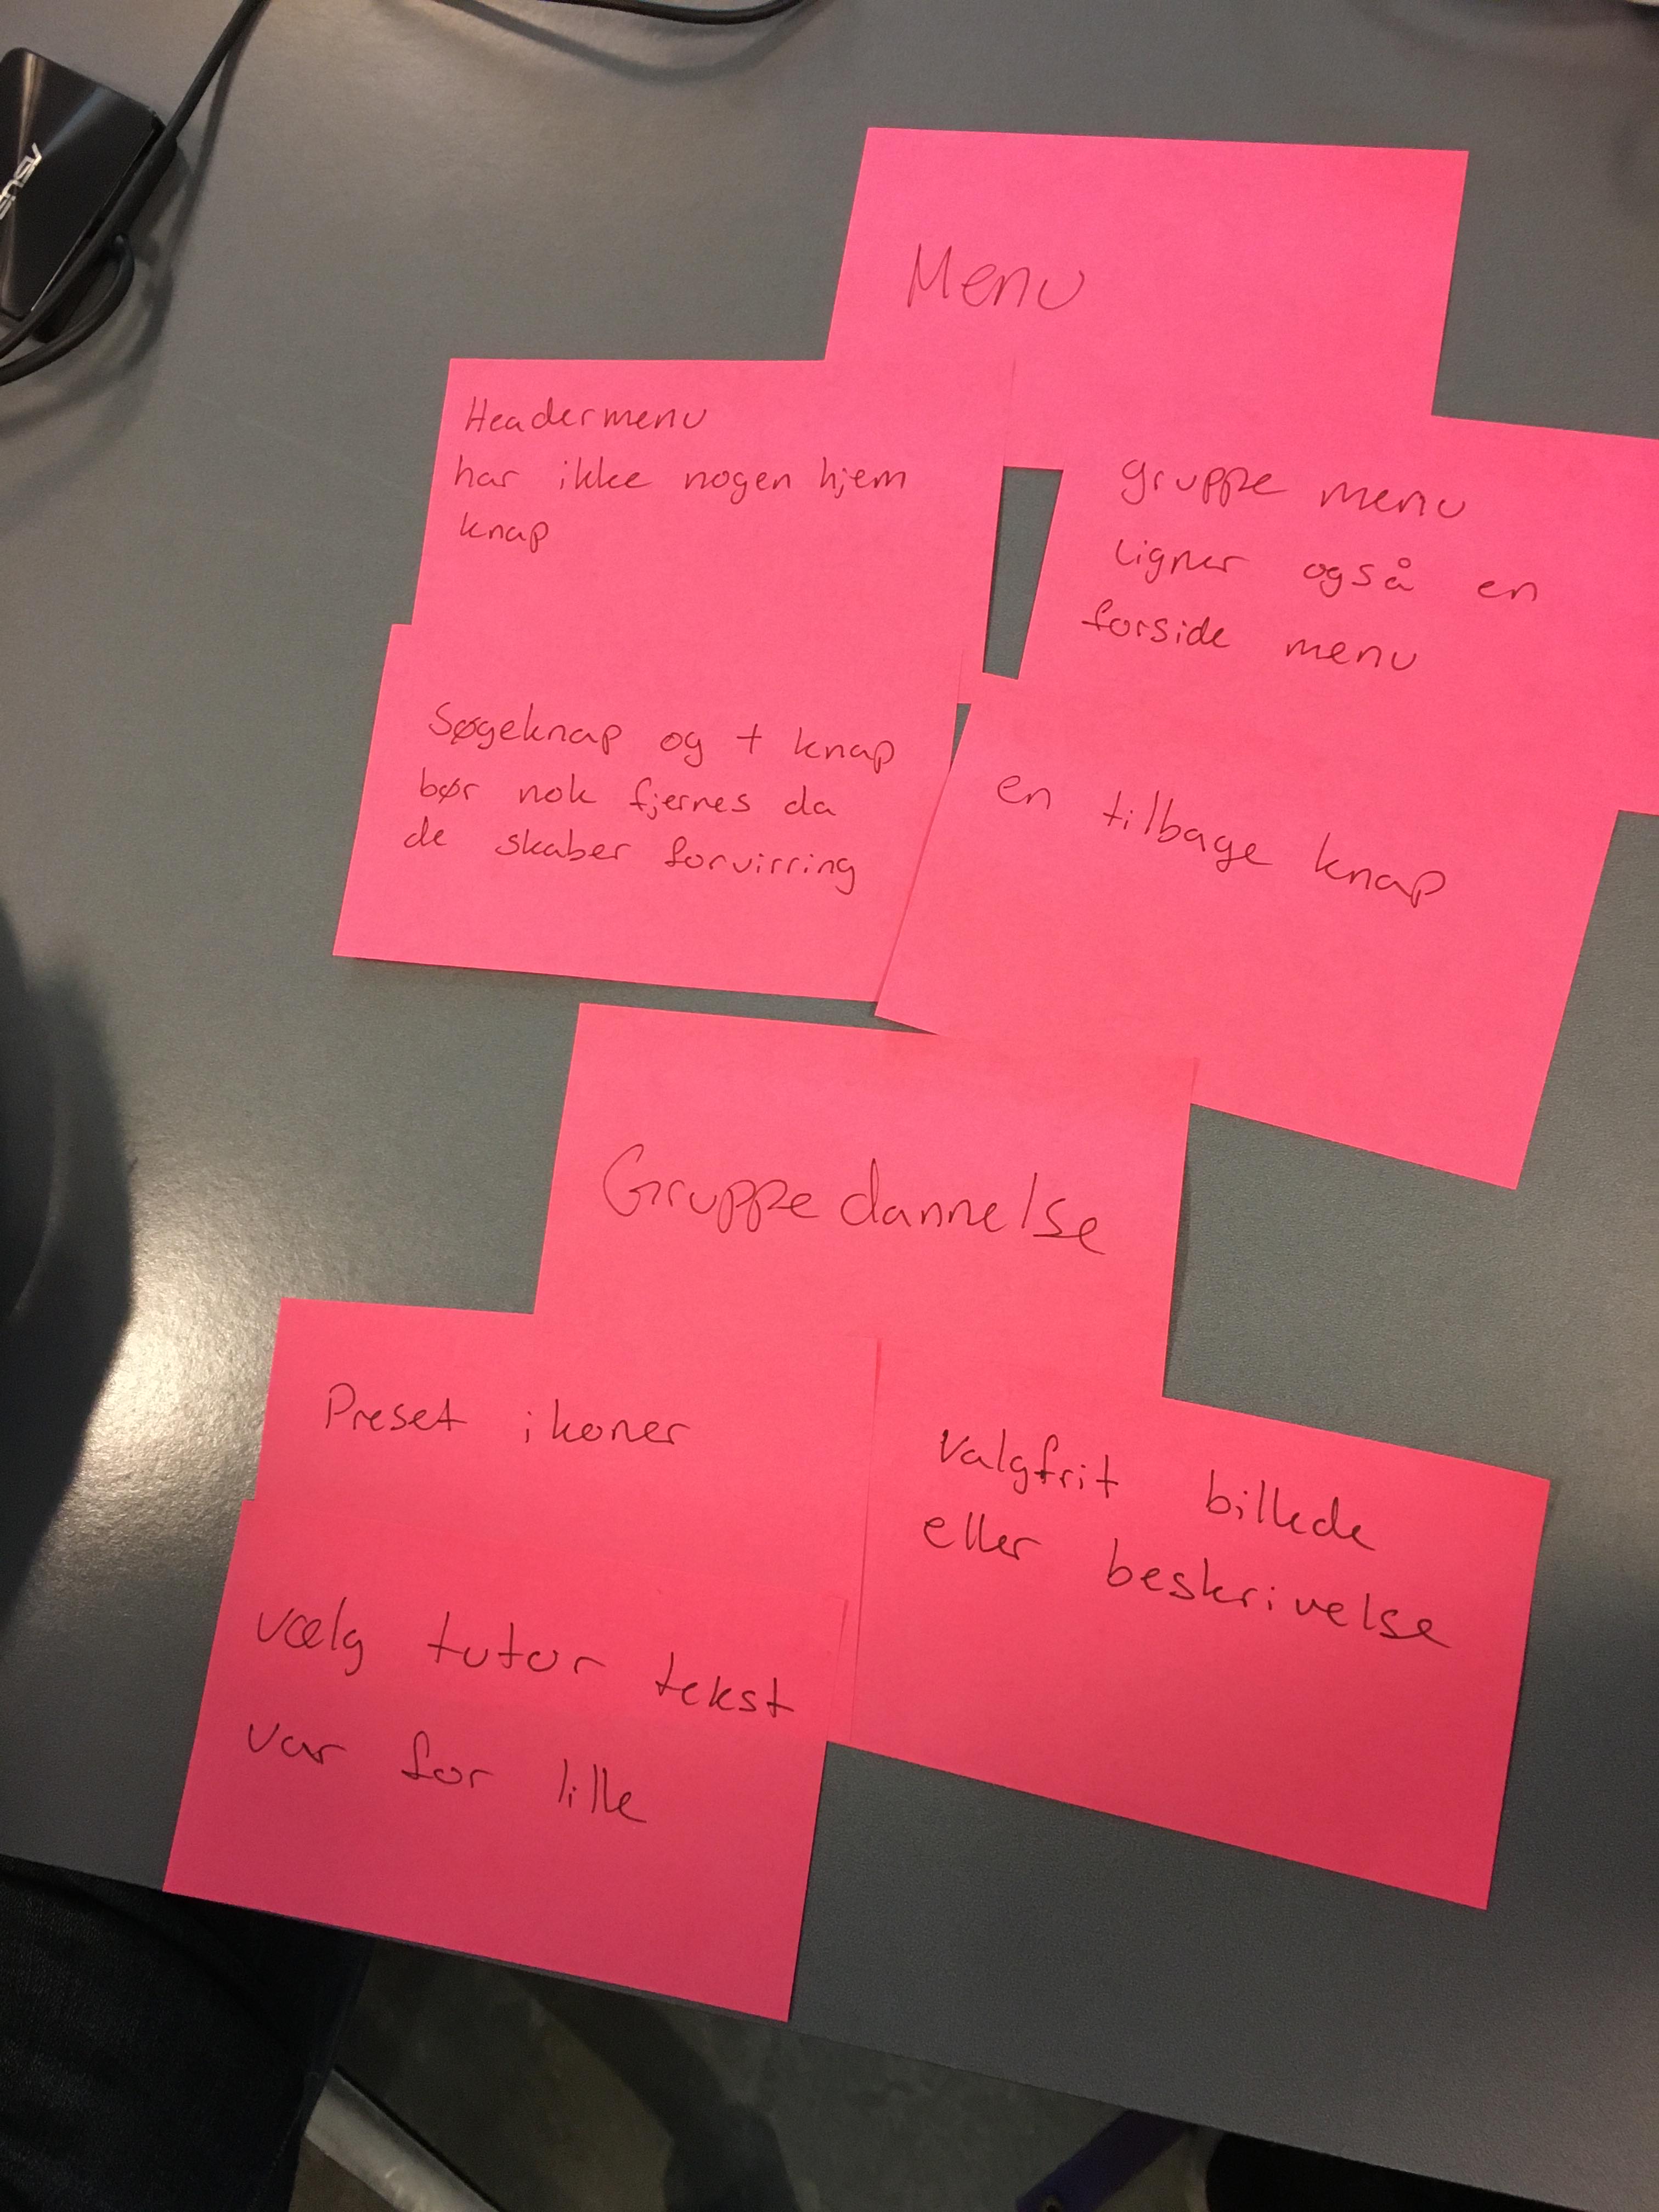 ASUS
Menu
Headermenu
har ikke nogen hjem
knap
gruppe menu
ligner også en
forside menu
Søgeknap og + knap
bør nok fjernes da
de skaber forvirring
en tilbage knap
Gruppedannelse
Preset ikoner
Valgfrit billede
eller beskrivelse
vælg tutor tekst
var for lille